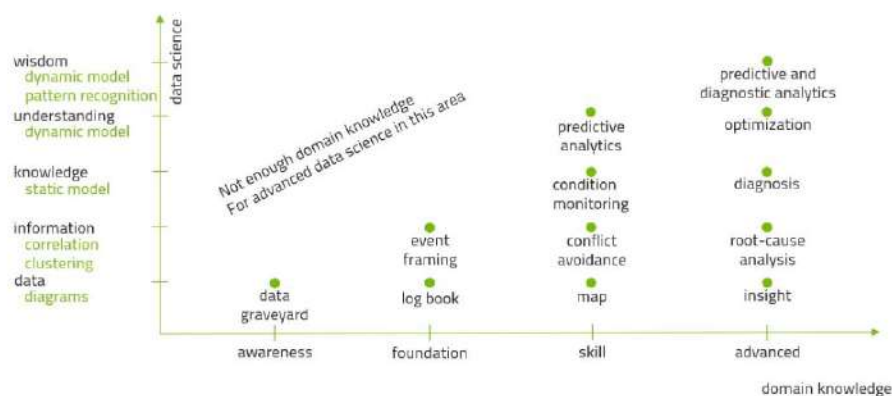 data science
wisdom
dynamic model
pattern recognition
understanding
dynamic model
knowledge
static model
information
correlation
clustering
data
diagrams
Not enough domain knowledge
For advanced data science in this area
predictive and
diagnostic analytics
predictive
analytics
optimization
condition
monitoring
diagnosis
event
framing
conflict
avoidance
root-cause
analysis
data
graveyard
log book
map
insight
awareness
foundation
skill
advanced
domain knowledge